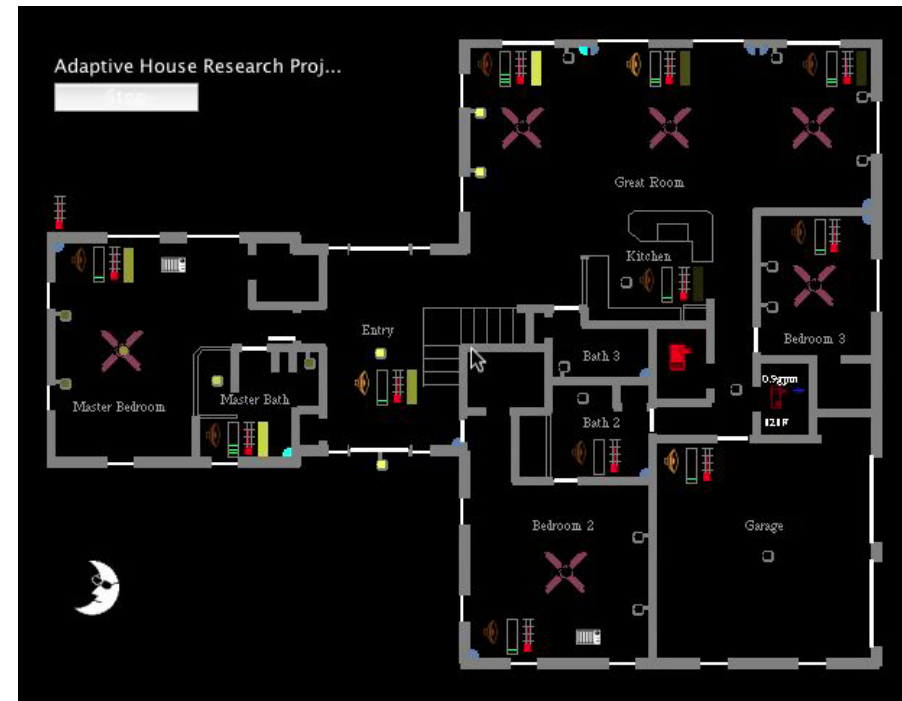 Adaptive House Research Proj...
Stop
Great Room
Kitchen
Bedroom 3
Entry
Bath 3
Master Bedroom
Master Bath
Bath 2
0.9gpm
121F
Bedroom 2
Garage